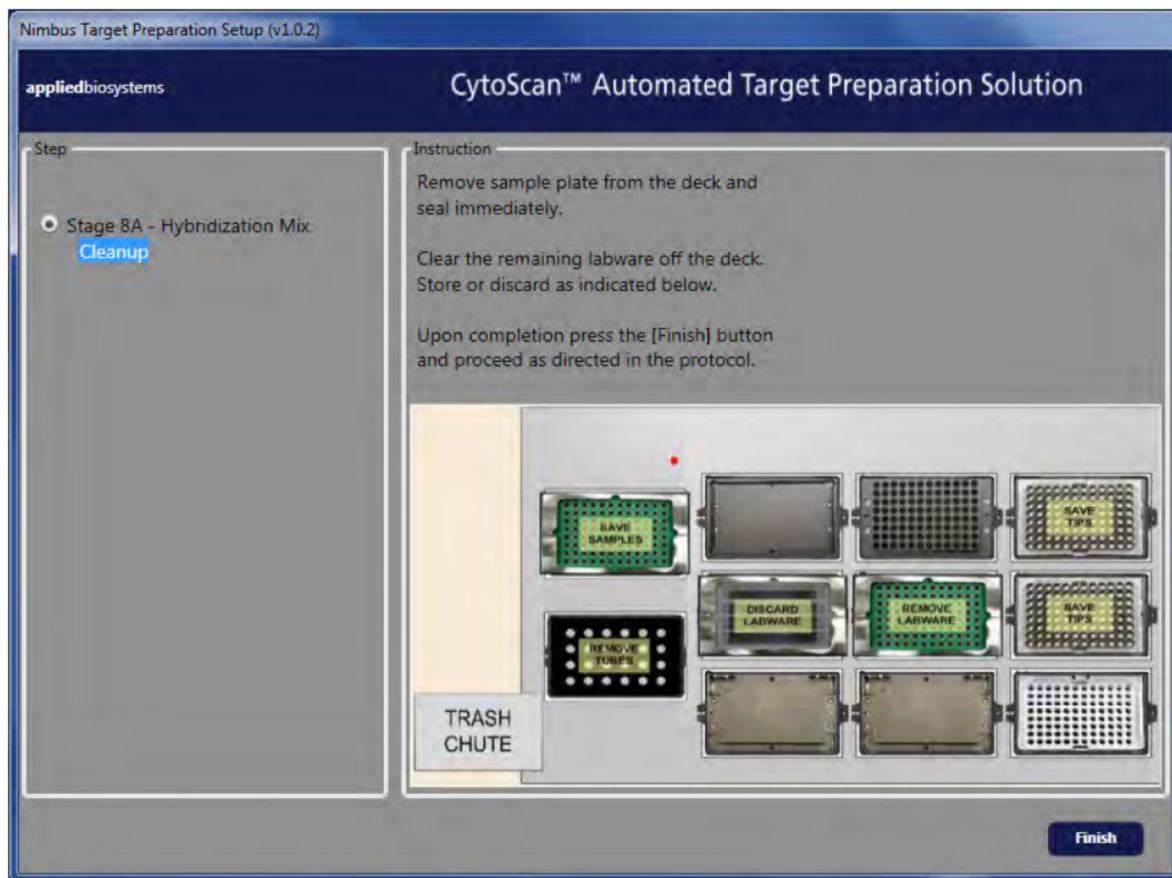 Nimbus Target Preparation Setup (v1.0.2)
appliedbiosystems
CytoScan™ Automated Target Preparation Solution
Step
Stage 8A - Hybridization Mix
Cleanup
Instruction
Remove sample plate from the deck and
seal immediately.
Clear the remaining labware off the deck.
Store or discard as indicated below.
Upon completion press the [Finish] button
and proceed as directed in the protocol.
SAVE
SAMPLES
SAVE
TIPS
REMOVE
TUBES
DISCARD
LABWARE
REMOVE
LABWARE
SAVE
TIPS
TRASH
CHUTE
Finish